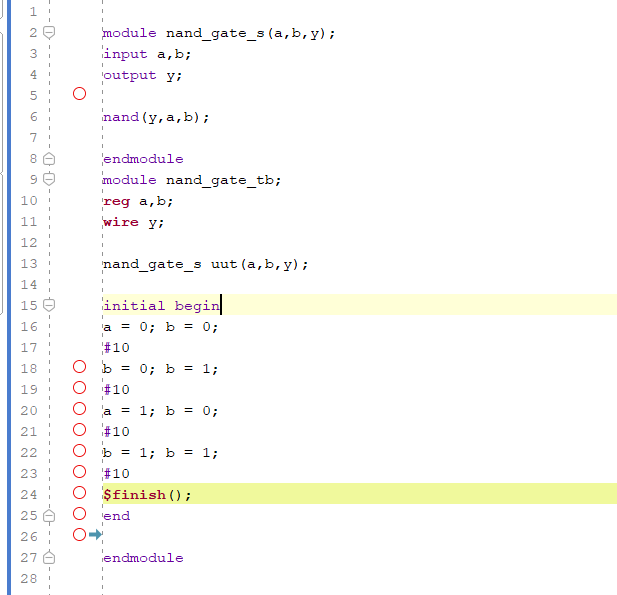 1
2 module nand_gate_s(a,b,y);
3 input a,b;
4 output y;
5
6 nand(y,a,b);
7
8 endmodule
9 module nand_gate_tb;
10 reg a,b;
11 wire y;
12
13 nand_gate_s uut(a,b,y);
14
15 initial begin
16 a = 0; b = 0;
17 #10
18 b = 0; b = 1;
19 #10
20 a = 1; b = 0;
21 #10
22 b = 1; b = 1;
23 #10
24 $finish();
25 end
26
27 endmodule
28